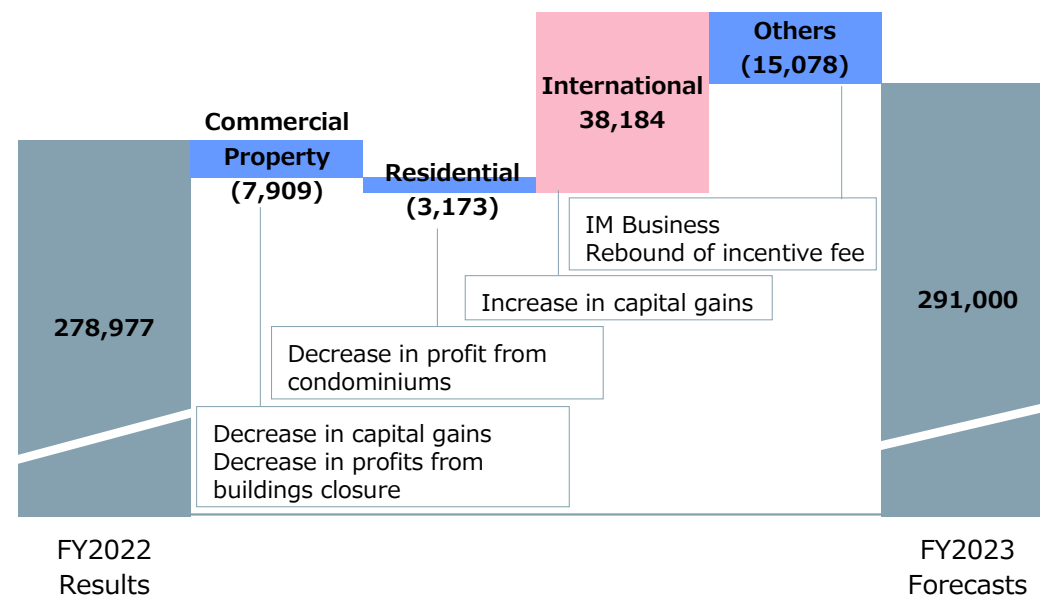 Others
(15,078)
International
38,184
Commercial
Property
(7,909)
Residential
(3,173)
IM Business
Rebound of incentive fee
Increase in capital gains
278,977
291,000
Decrease in profit from
condominiums
Decrease in capital gains
Decrease in profits from
buildings closure
FY2022
Results
FY2023
Forecasts